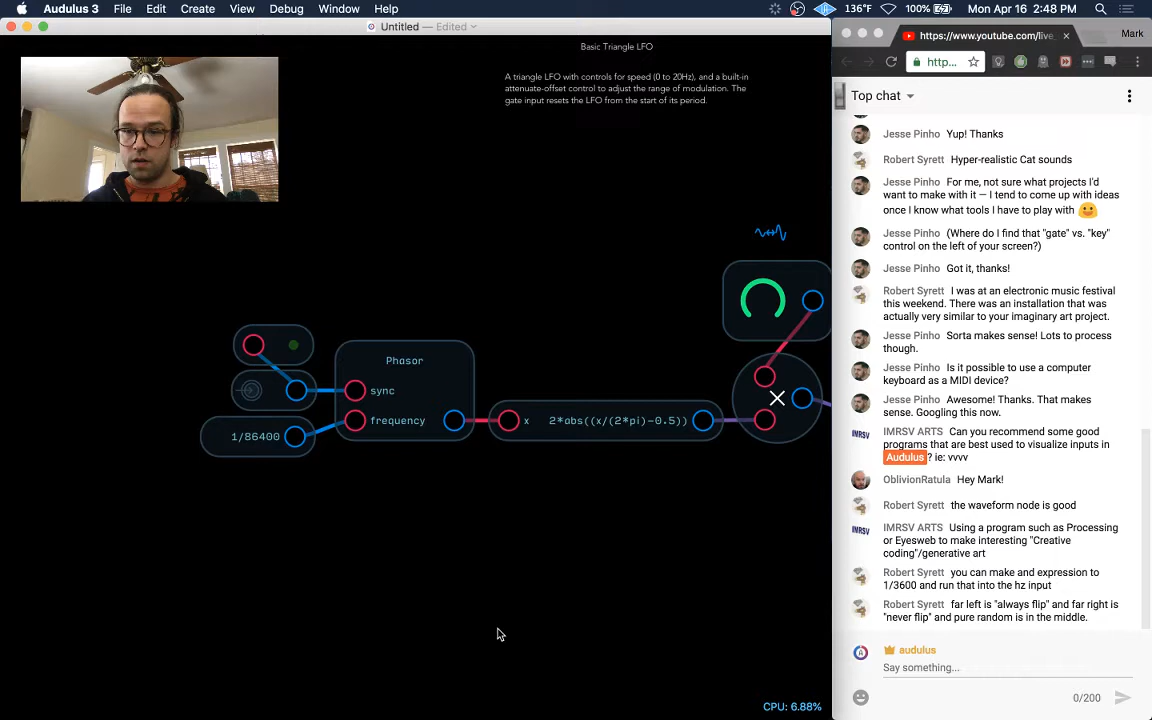 Audulus 3 File Edit Create View Debug Window Help 136°F 100% Mon Apr 16 2:48 PM
Untitled — Edited
https://www.youtube.com/live_ × Mark
http...
Basic Triangle LFO
A triangle LFO with controls for speed (0 to 20Hz), and a built-in
attenuate-offset control to adjust the range of modulation. The
gate input resets the LFO from the start of its period.
Phasor
sync
frequency
1/86400
x 2*abs((x/(2*pi)-0.5))
CPU: 6.88%
Top chat
Jesse Pinho Yup! Thanks
Robert Syrett Hyper-realistic Cat sounds
Jesse Pinho For me, not sure what projects I'd
want to make with it — I tend to come up with ideas
once I know what tools I have to play with
Jesse Pinho (Where do I find that "gate" vs. "key"
control on the left of your screen?)
Jesse Pinho Got it, thanks!
Robert Syrett I was at an electronic music festival
this weekend. There was an installation that was
actually very similar to your imaginary art project.
Jesse Pinho Sorta makes sense! Lots to process
though.
Jesse Pinho Is it possible to use a computer
keyboard as a MIDI device?
Jesse Pinho Awesome! Thanks. That makes
sense. Googling this now.
IMRSV IMRSV ARTS Can you recommend some good
programs that are best used to visualize inputs in
Audulus ? ie: vvvv
OblivionRatula Hey Mark!
Robert Syrett the waveform node is good
IMRSV IMRSV ARTS Using a program such as Processing
or Eyesweb to make interesting "Creative
coding"/generative art
Robert Syrett you can make and expression to
1/3600 and run that into the hz input
Robert Syrett far left is "always flip" and far right is
"never flip" and pure random is in the middle.
audulus
Say something...
0/200